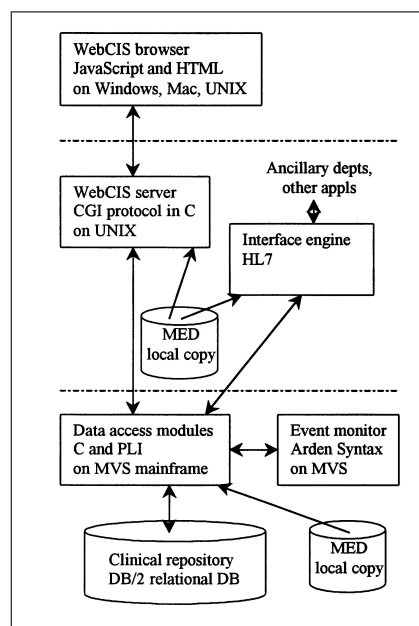 WebCIS browser
JavaScript and HTML
on Windows, Mac, UNIX
WebCIS server
CGI protocol in C
on UNIX
Ancillary depts,
other appls
Interface engine
HL7
MED
local copy
Data access modules
C and PLI
on MVS mainframe
Event monitor
Arden Syntax
on MVS
Clinical repository
DB/2 relational DB
MED
local copy